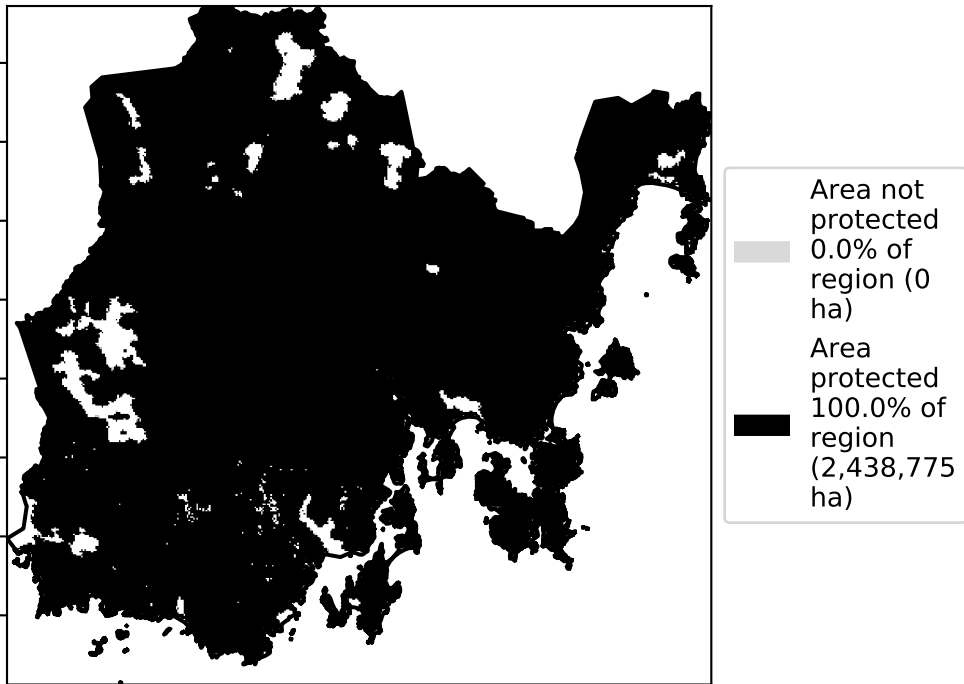 Area not
protected
0.0% of
region (0
ha)
Area
protected
100.0% of
region
(2,438,775
ha)